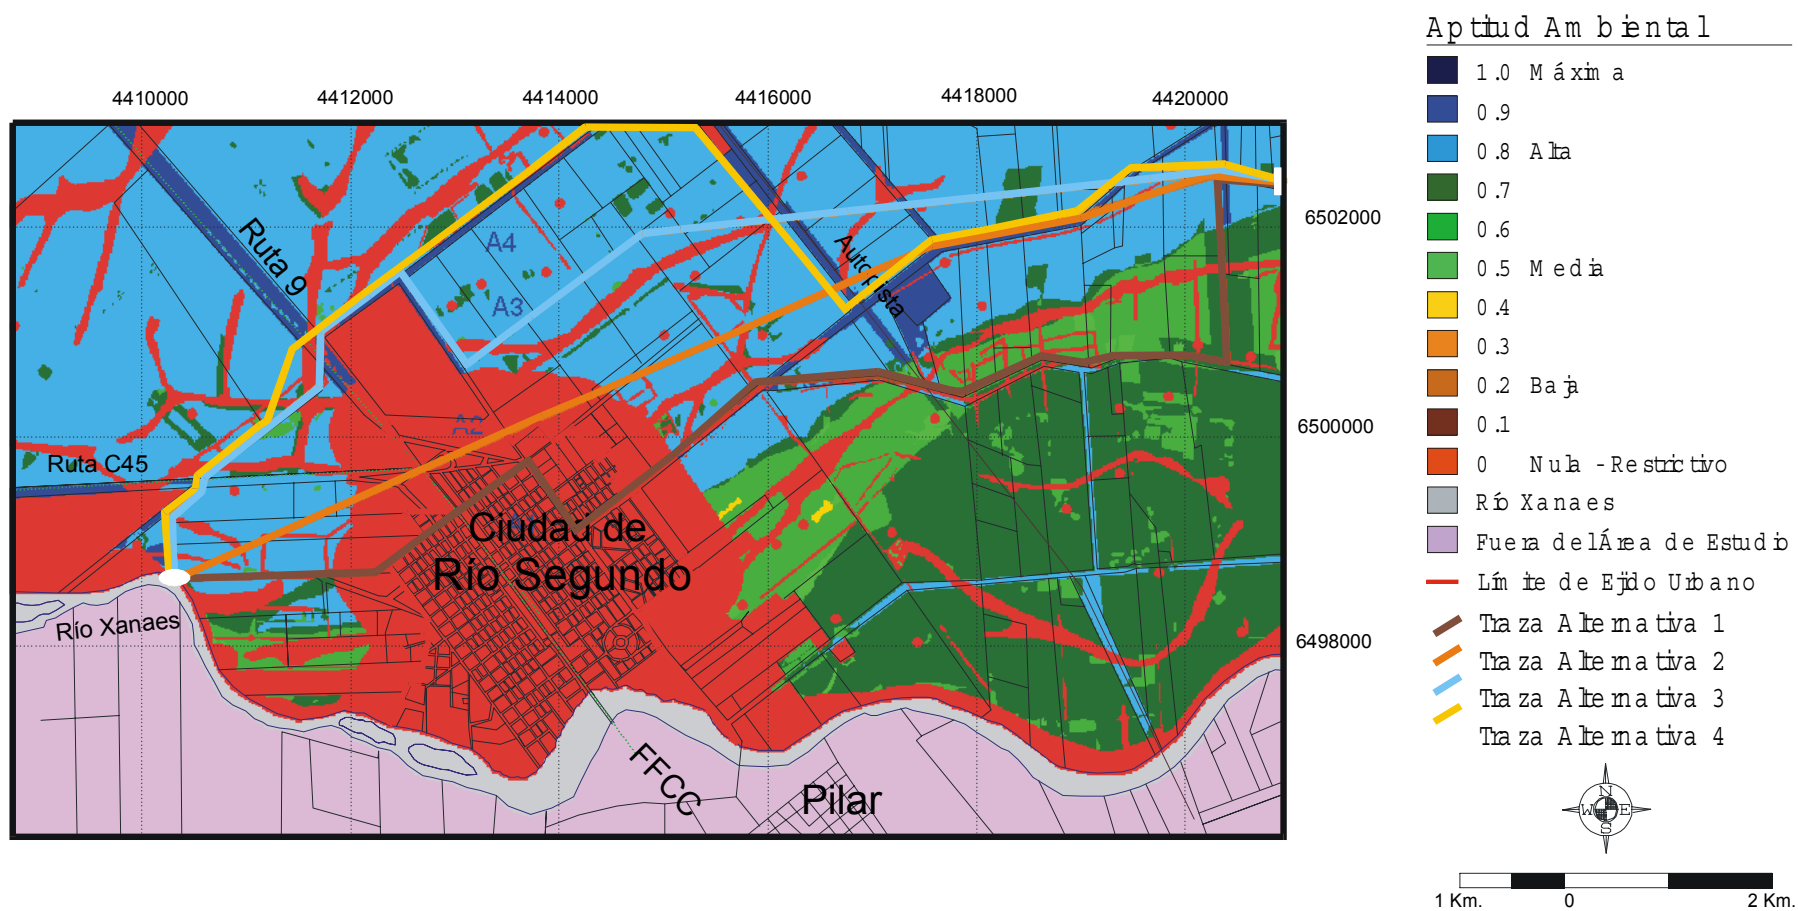 Aptitud Ambiental
1.0 Máxima
0.9
0.8 Alta
0.7
0.6
0.5 Media
0.4
0.3
0.2 Baja
0.1
0 Nula - Restrictivo
Río Xanaes
Fuera del Área de Estudio
Límite de Ejido Urbano
Traza Alternativa 1
Traza Alternativa 2
Traza Alternativa 3
Traza Alternativa 4
4410000 4412000 4414000 4416000 4418000 4420000
6502000
6500000
6498000
Ruta 9
A4
A3
Autopista
A2
Ruta C45
Ciudad de
Río Segundo
Río Xanaes
FFCC
Pilar
N
W E
S
1 Km. 0 2 Km.